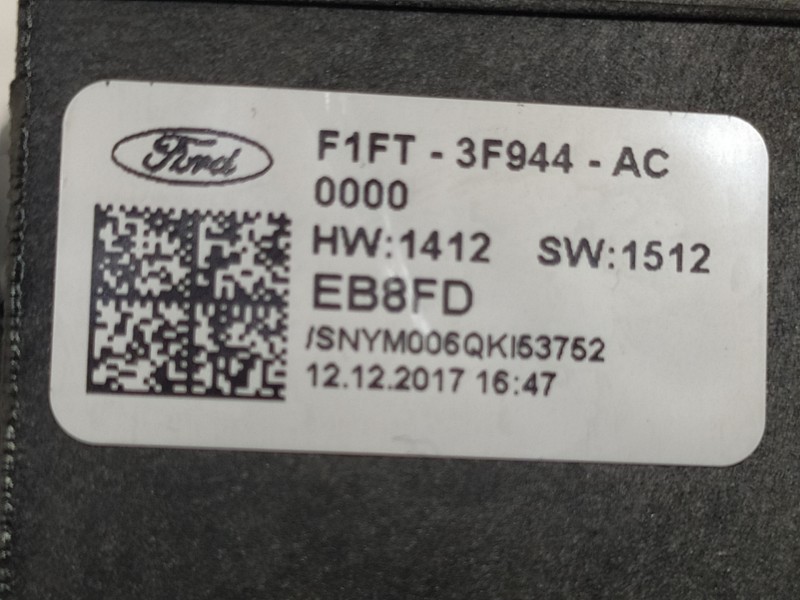 Ford
F1FT - 3F944 - AC
0000
HW:1412 SW:1512
EB8FD
/SNYM006QKI53752
12.12.2017 16:47